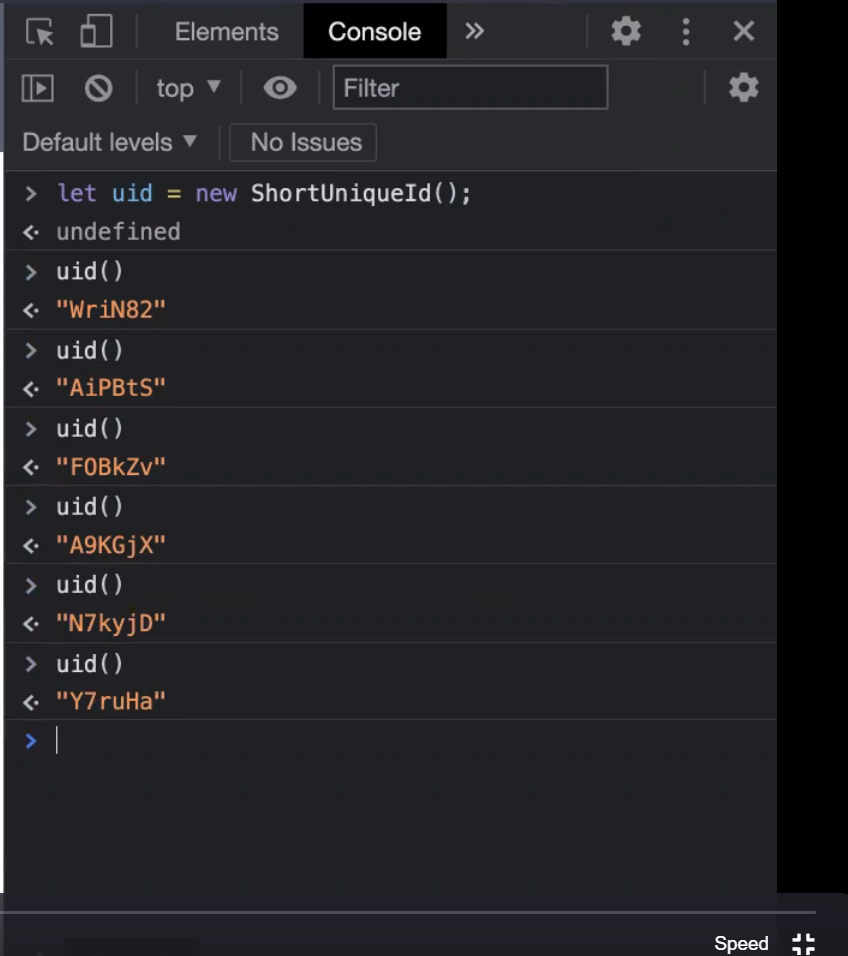 Elements Console
top Filter
Default levels No Issues
> let uid = new ShortUniqueId();
undefined
> uid()
"WriN82"
> uid()
"AiPBtS"
> uid()
"FOBkZv"
> uid()
"A9KGjX"
> uid()
"N7kyjD"
> uid()
"Y7ruHa"
>
Speed